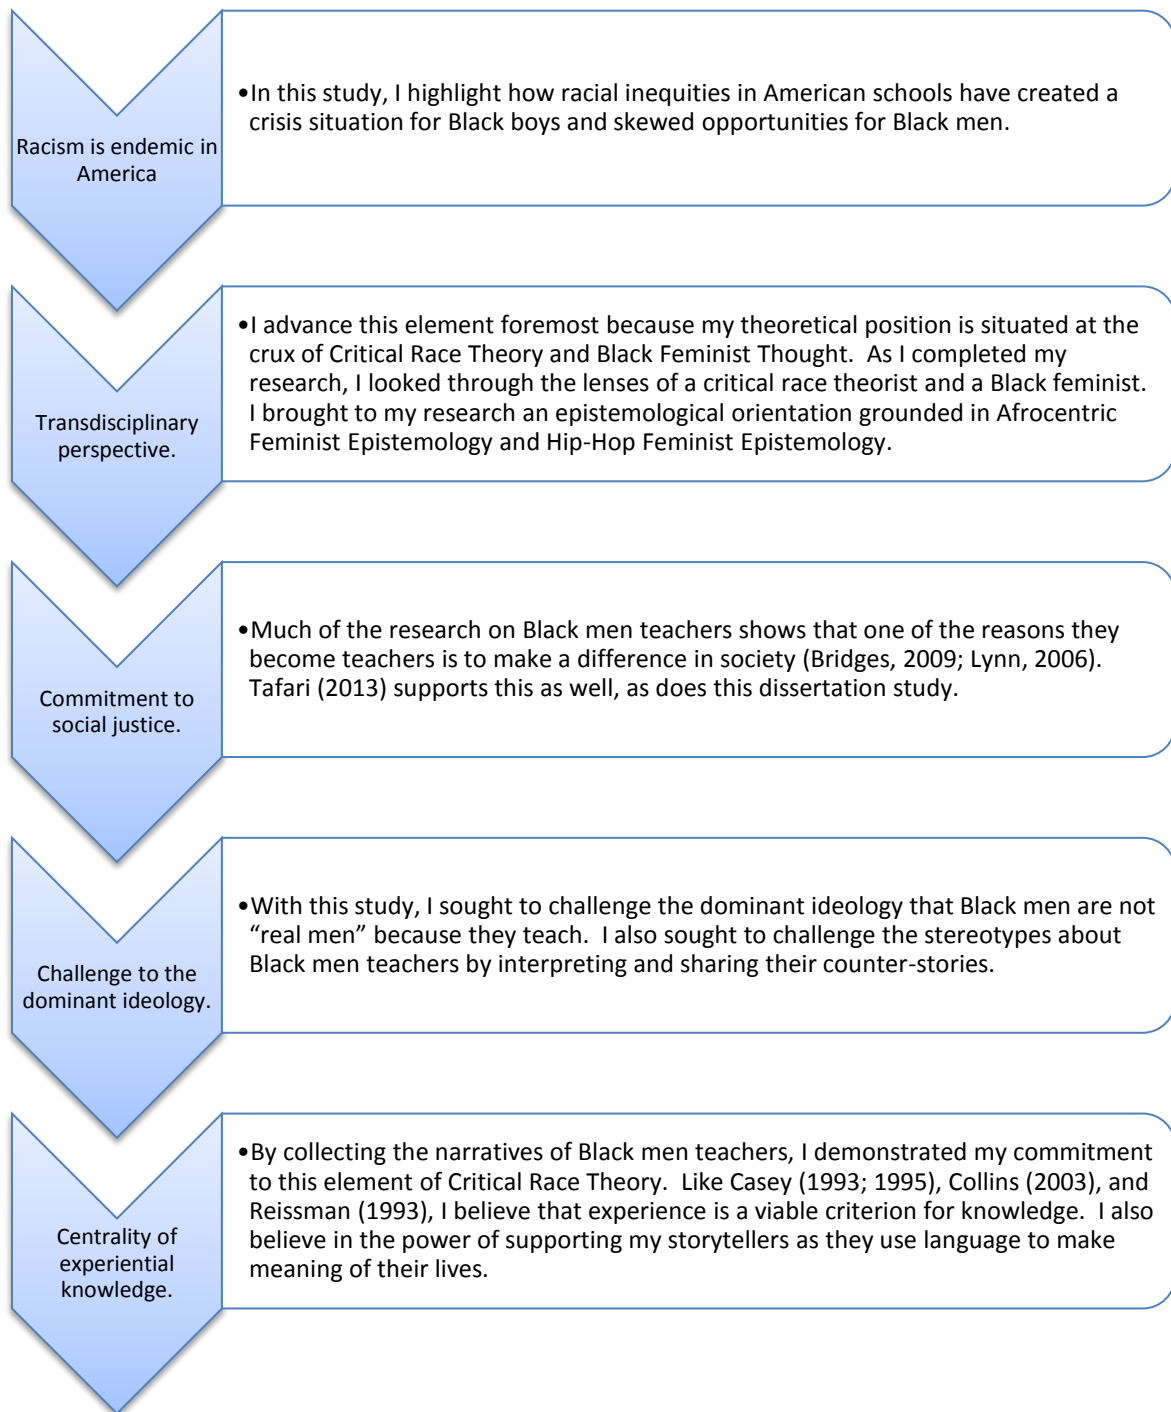 Racism is endemic in
America
•In this study, I highlight how racial inequities in American schools have created a
crisis situation for Black boys and skewed opportunities for Black men.
Transdisciplinary
perspective.
•I advance this element foremost because my theoretical position is situated at the
crux of Critical Race Theory and Black Feminist Thought.  As I completed my
research, I looked through the lenses of a critical race theorist and a Black feminist.
I brought to my research an epistemological orientation grounded in Afrocentric
Feminist Epistemology and Hip-Hop Feminist Epistemology.
Commitment to
social justice.
•Much of the research on Black men teachers shows that one of the reasons they
become teachers is to make a difference in society (Bridges, 2009; Lynn, 2006).
Tafari (2013) supports this as well, as does this dissertation study.
Challenge to the
dominant ideology.
•With this study, I sought to challenge the dominant ideology that Black men are not
“real men” because they teach.  I also sought to challenge the stereotypes about
Black men teachers by interpreting and sharing their counter-stories.
Centrality of
experiential
knowledge.
•By collecting the narratives of Black men teachers, I demonstrated my commitment
to this element of Critical Race Theory.  Like Casey (1993; 1995), Collins (2003), and
Reissman (1993), I believe that experience is a viable criterion for knowledge.  I also
believe in the power of supporting my storytellers as they use language to make
meaning of their lives.